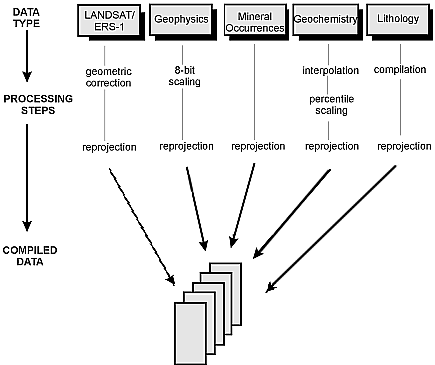 DATA
TYPE
LANDSAT/
ERS-1
Geophysics
Mineral
Occurrences
Geochemistry
Lithology
geometric
correction
8-bit
scaling
interpolation
compilation
PROCESSING
STEPS
percentile
scaling
reprojection
reprojection
reprojection
reprojection
reprojection
COMPILED
DATA